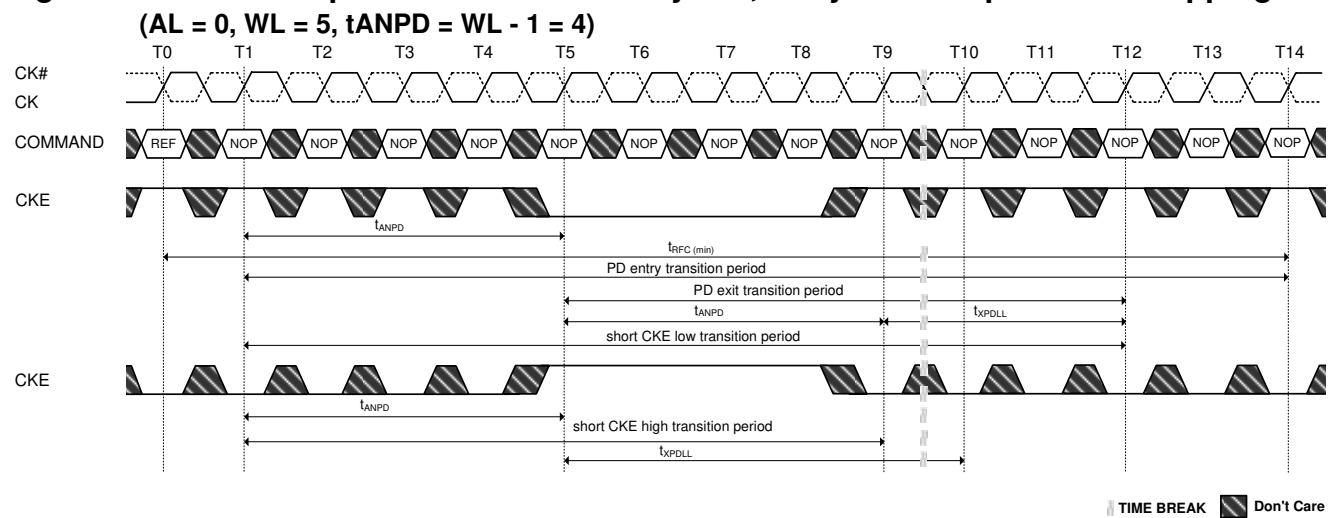 (AL = 0, WL = 5, tANPD = WL - 1 = 4)
T0 T1 T2 T3 T4 T5 T6 T7 T8 T9 T10 T11 T12 T13 T14
CK#
CK
COMMAND REF NOP NOP NOP NOP NOP NOP NOP NOP NOP NOP NOP NOP NOP NOP
CKE
tANPD
tRFC (min)
PD entry transition period
PD exit transition period
tANPD tXPDLL
short CKE low transition period
CKE
tANPD
short CKE high transition period
tXPDLL
TIME BREAK Don't Care